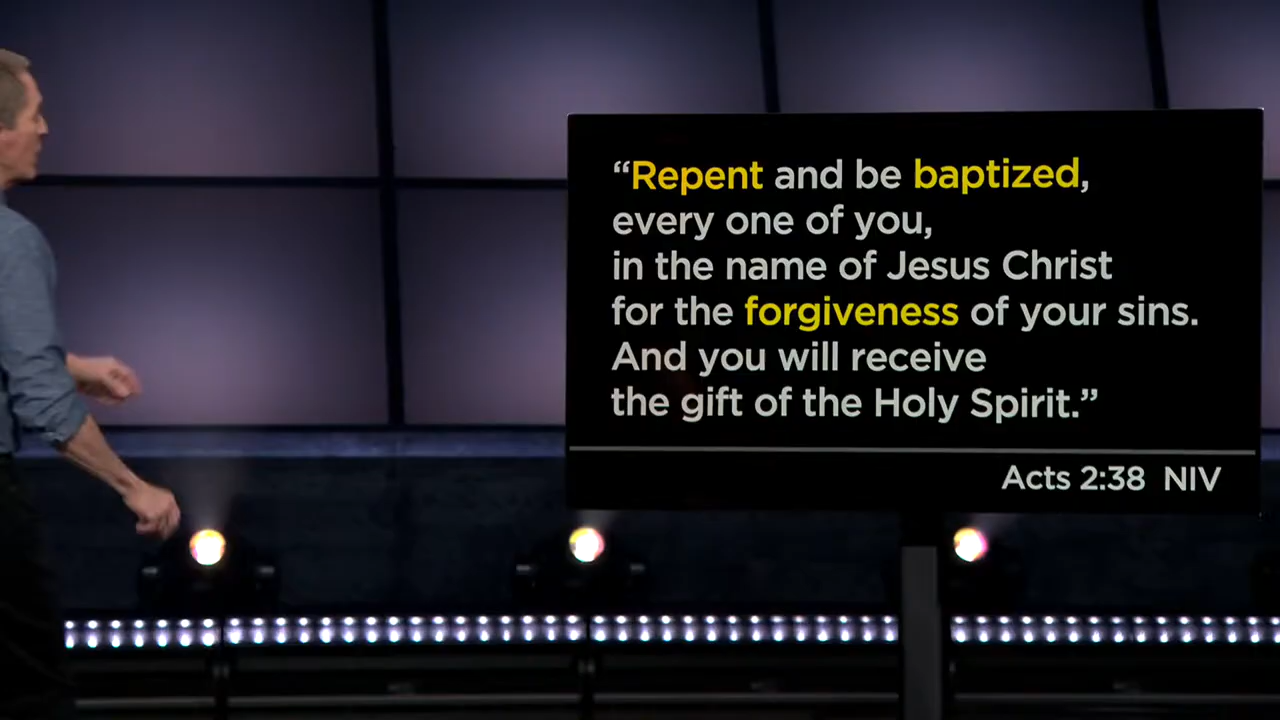 “Repent and be baptized,
every one of you,
in the name of Jesus Christ
for the forgiveness of your sins.
And you will receive
the gift of the Holy Spirit.”
Acts 2:38 NIV